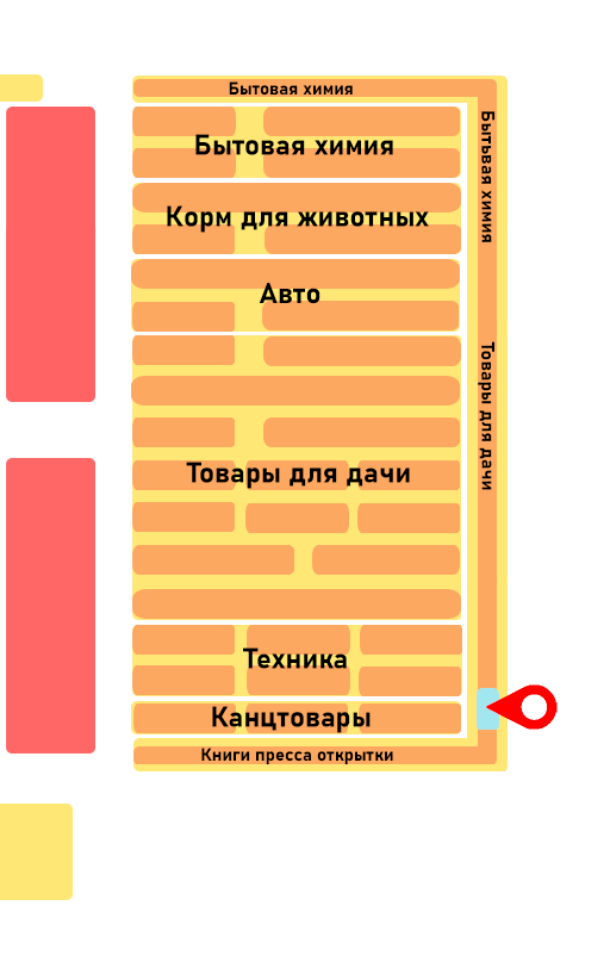 Бытовая химия
Бытовая химия
Бытьвая химия
Корм для животных
Авто
Товары для дачи
Товары для дачи
Техника
Канцтовары
Книги пресса открытки